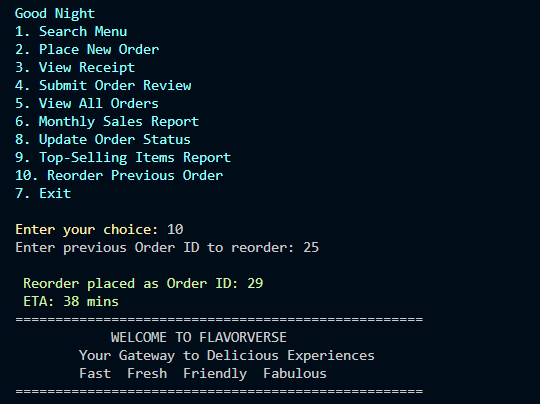 Good Night
1. Search Menu
2. Place New Order
3. View Receipt
4. Submit Order Review
5. View All Orders
6. Monthly Sales Report
8. Update Order Status
9. Top-Selling Items Report
10. Reorder Previous Order
7. Exit
Enter your choice: 10
Enter previous Order ID to reorder: 25
Reorder placed as Order ID: 29
ETA: 38 mins
===================================================
WELCOME TO FLAVORVERSE
Your Gateway to Delicious Experiences
Fast  Fresh  Friendly  Fabulous
===================================================